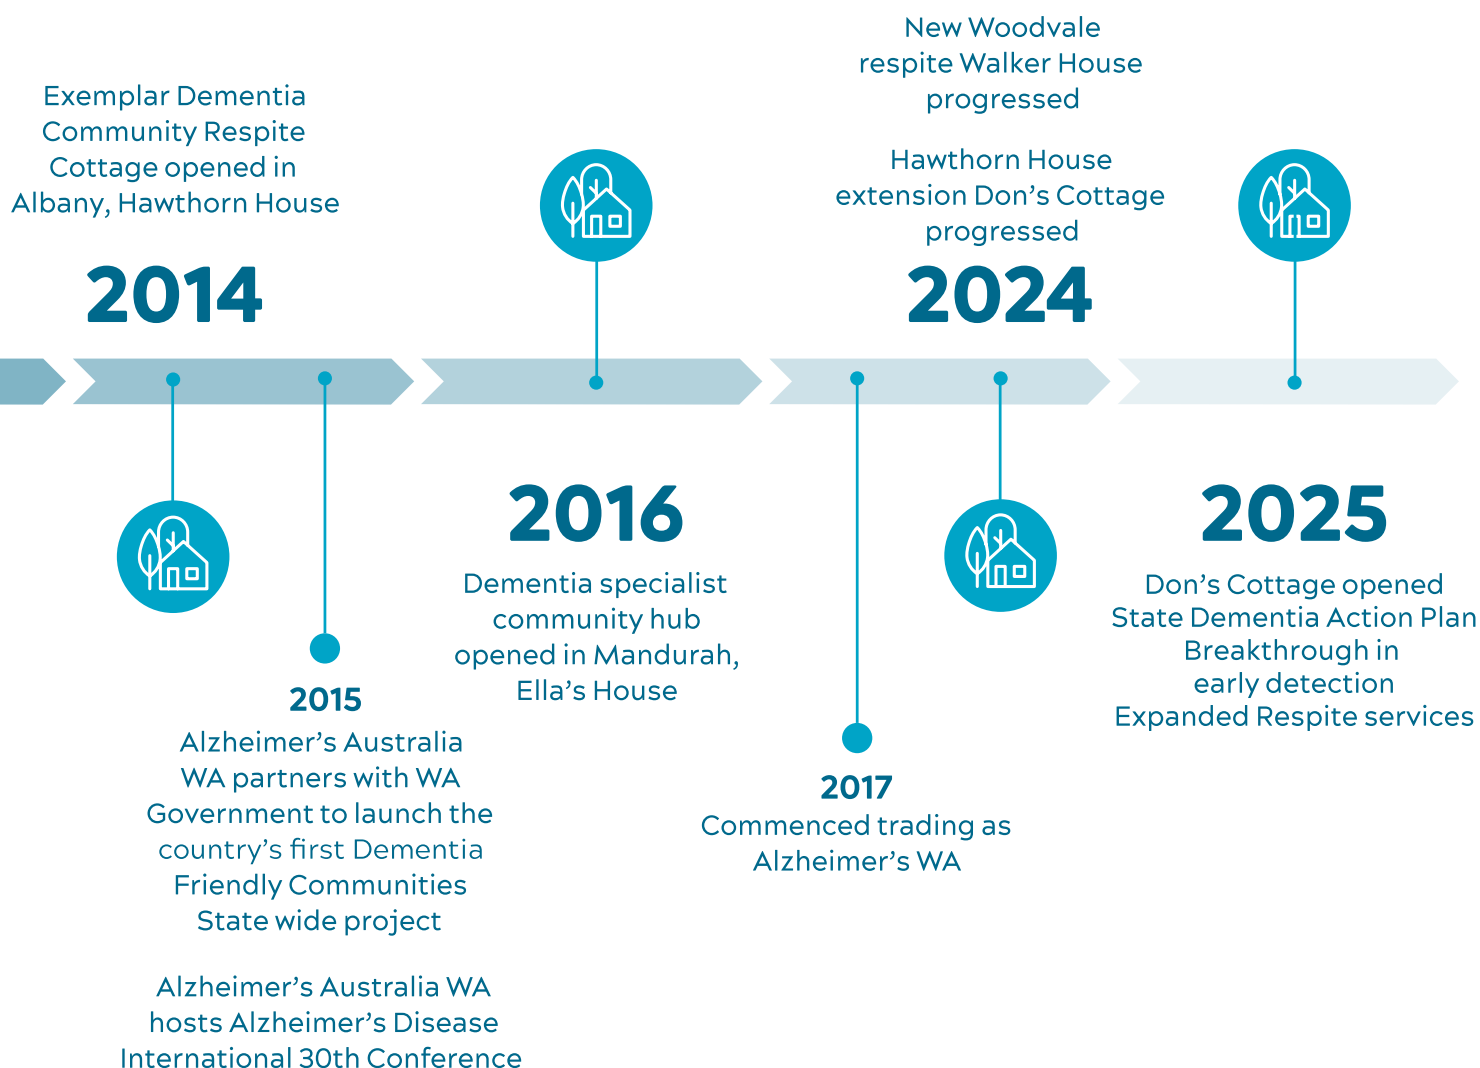 Exemplar Dementia
Community Respite
Cottage opened in
Albany, Hawthorn House
2014
2015
Alzheimer's Australia
WA partners with WA
Government to launch the
country's first Dementia
Friendly Communities
State wide project
Alzheimer's Australia WA
hosts Alzheimer's Disease
International 30th Conference
2016
Dementia specialist
community hub
opened in Mandurah,
Ella's House
2017
Commenced trading as
Alzheimer's WA
New Woodvale
respite Walker House
progressed
Hawthorn House
extension Don's Cottage
progressed
2024
2025
Don's Cottage opened
State Dementia Action Plan
Breakthrough in
early detection
Expanded Respite services